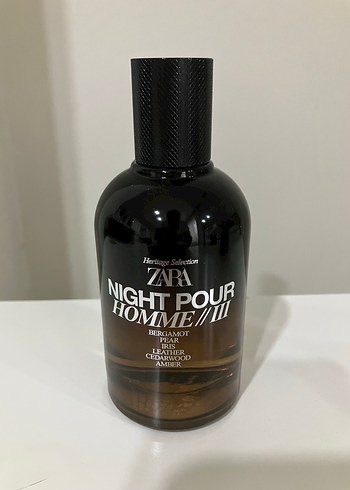 Heritage Selection
ZARA
NIGHT POUR
HOMME // III
BERGAMOT
PEAR
IRIS
LEATHER
CEDARWOOD
AMBER